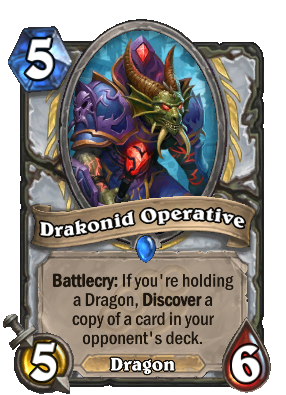 5
Drakonid Operative
Battlecry: If you're holding
a Dragon, Discover a
copy of a card in your
opponent's deck.
5
Dragon
6